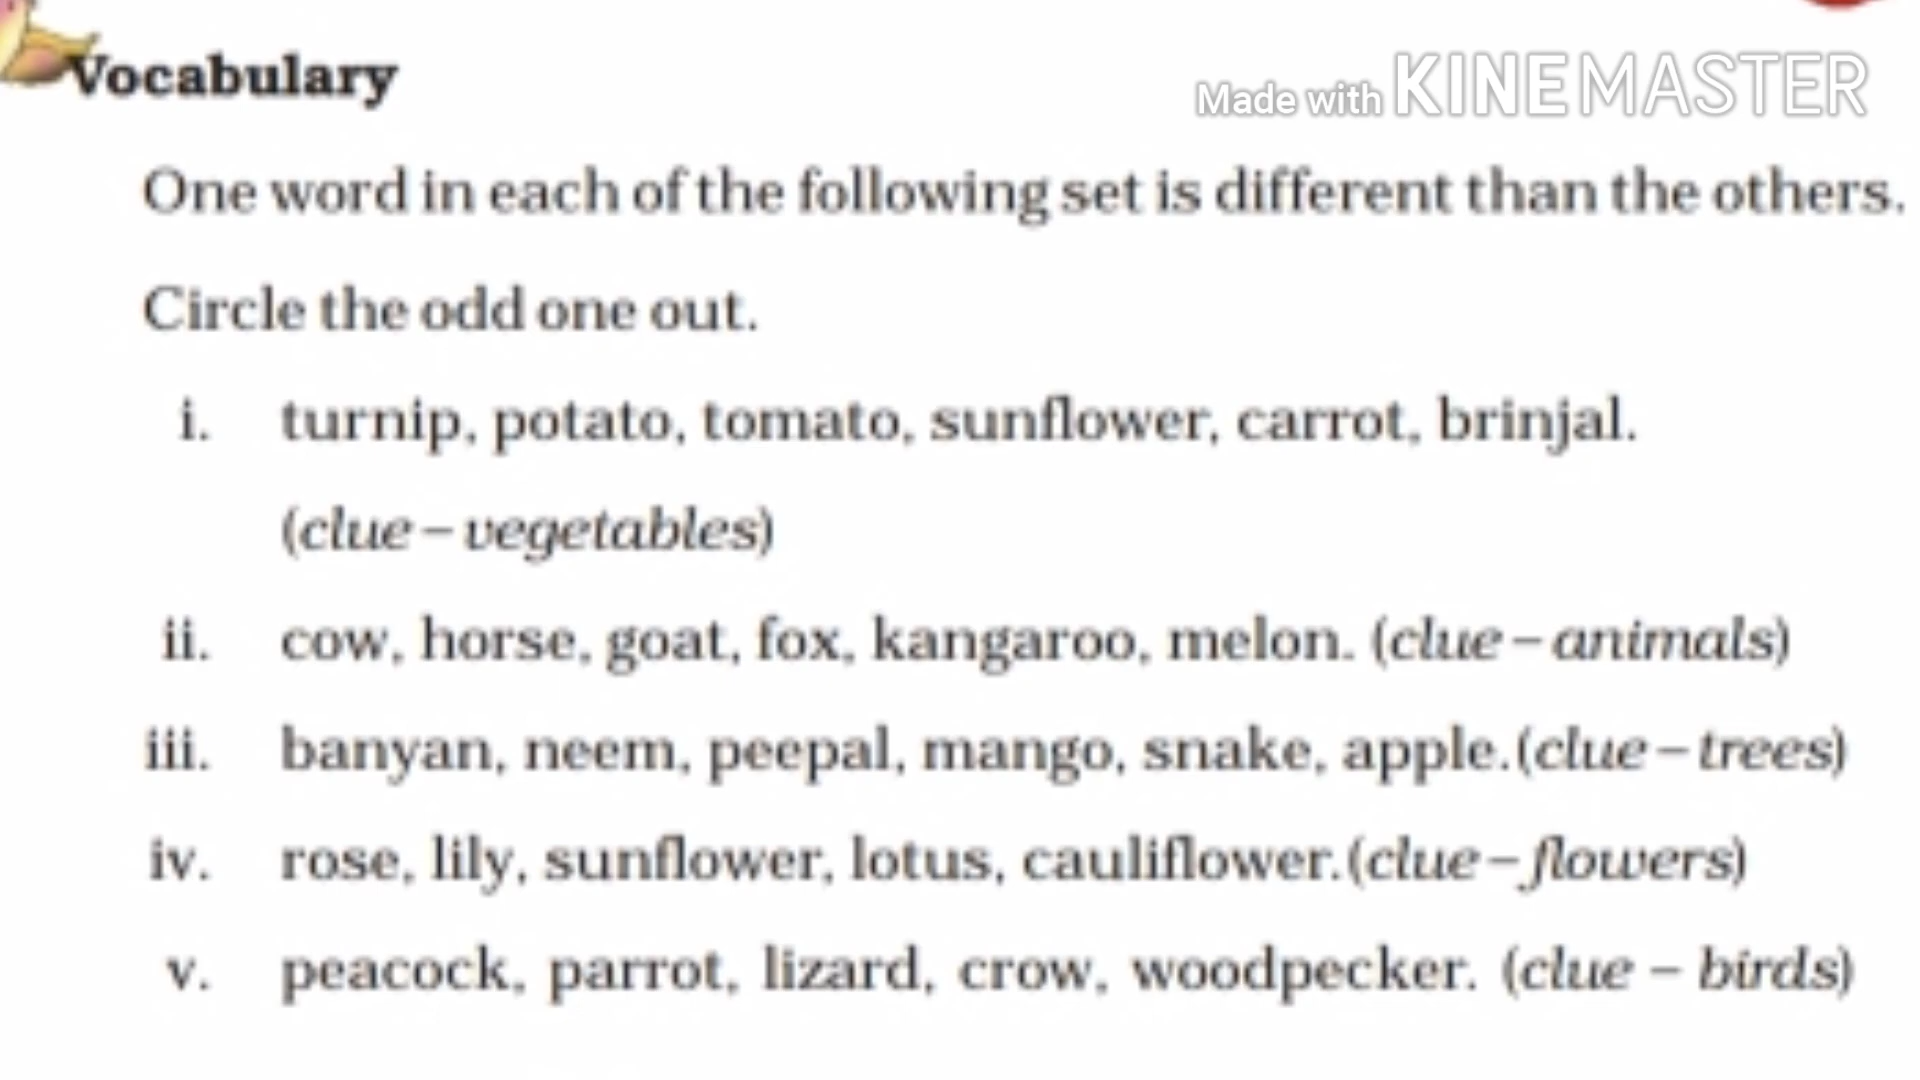 Vocabulary
Made with KINEMASTER
One word in each of the following set is different than the others.
Circle the odd one out.
i. turnip, potato, tomato, sunflower, carrot, brinjal.
(clue – vegetables)
ii. cow, horse, goat, fox, kangaroo, melon. (clue – animals)
iii. banyan, neem, peepal, mango, snake, apple.(clue – trees)
iv. rose, lily, sunflower, lotus, cauliflower.(clue – flowers)
v. peacock, parrot, lizard, crow, woodpecker. (clue – birds)